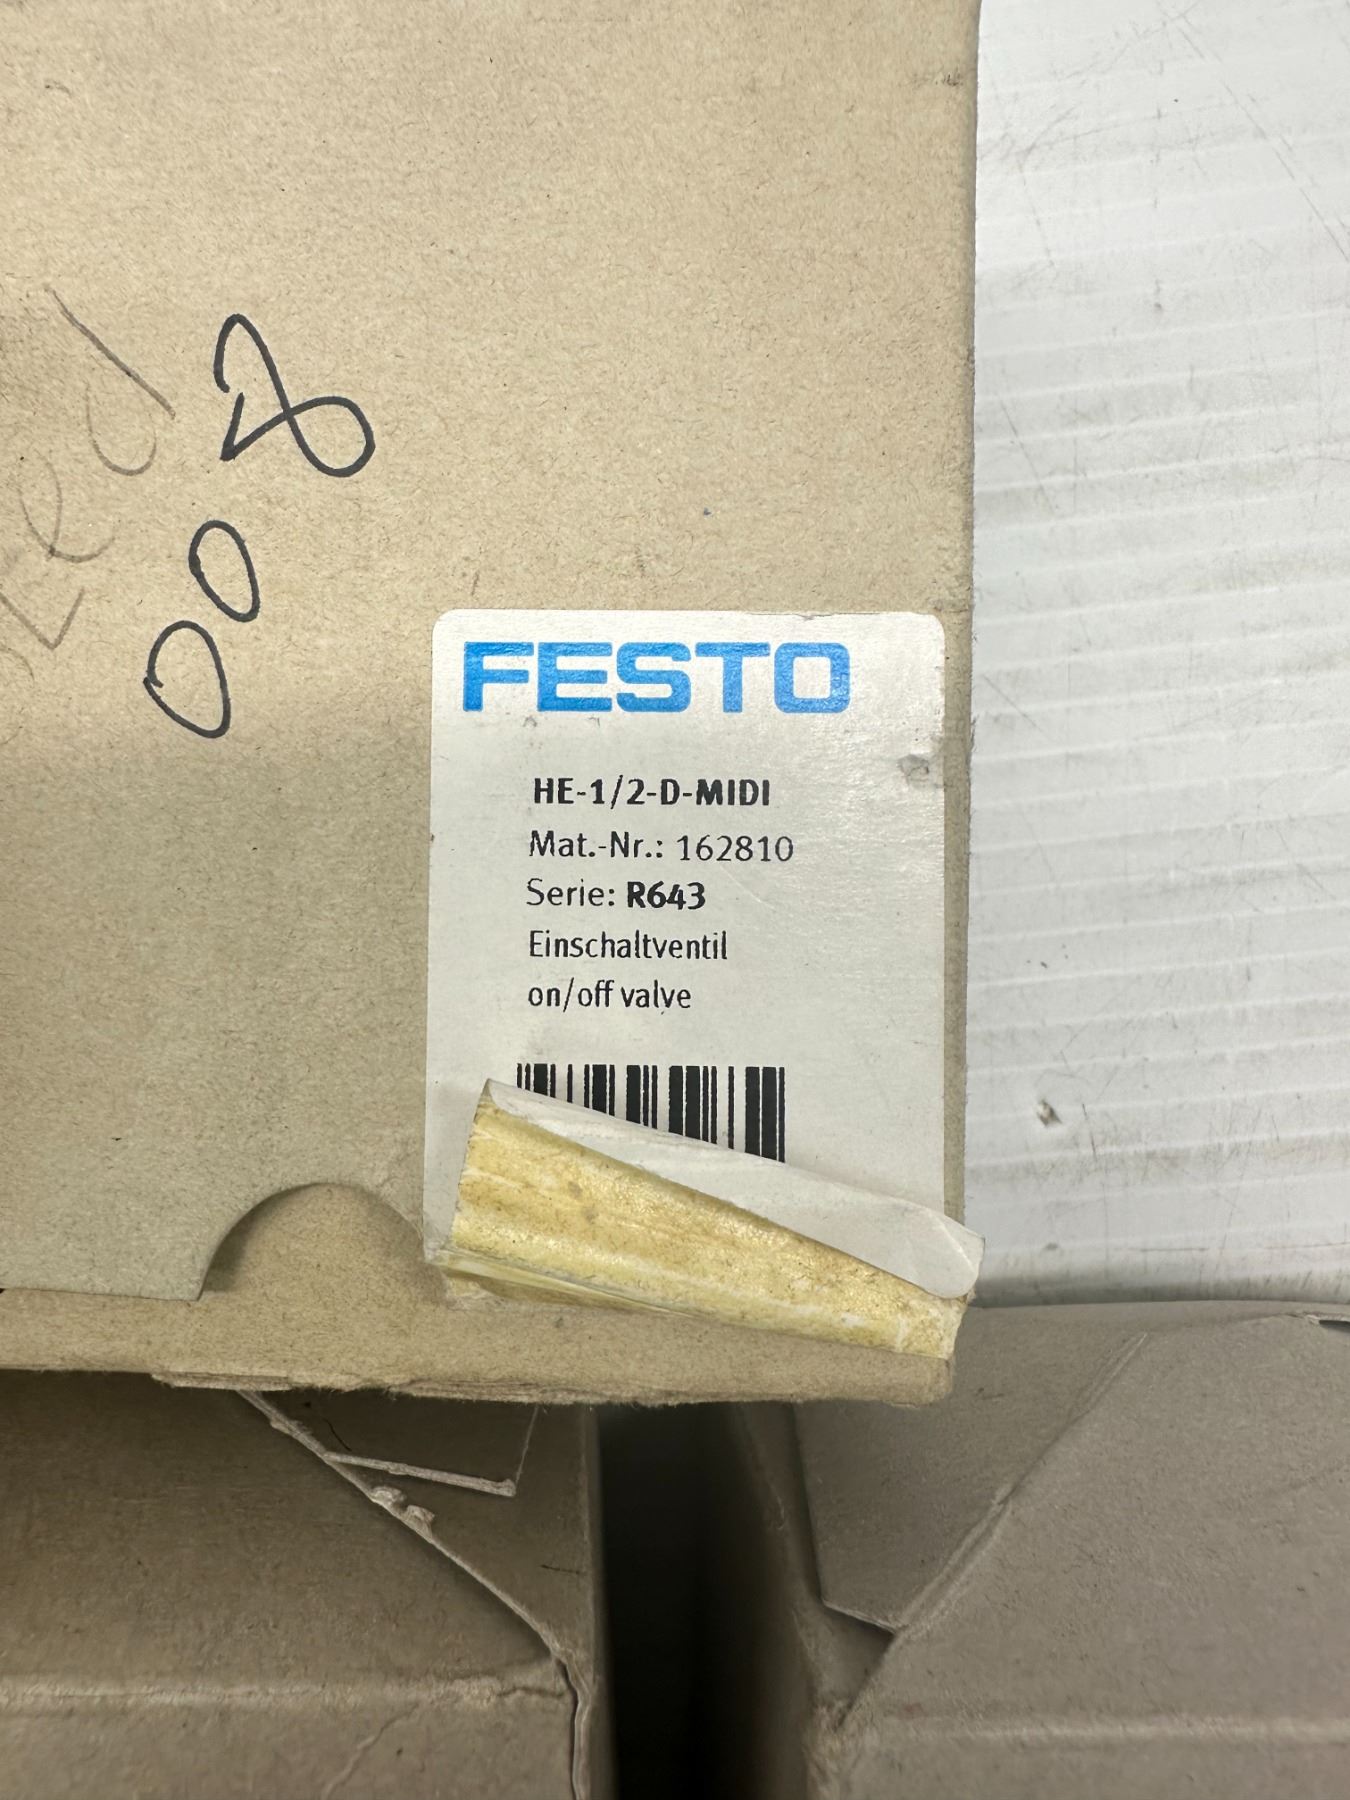 008
FESTO
HE-1/2-D-MIDI
Mat.-Nr.: 162810
Serie: R643
Einschaltventil
on/off valve